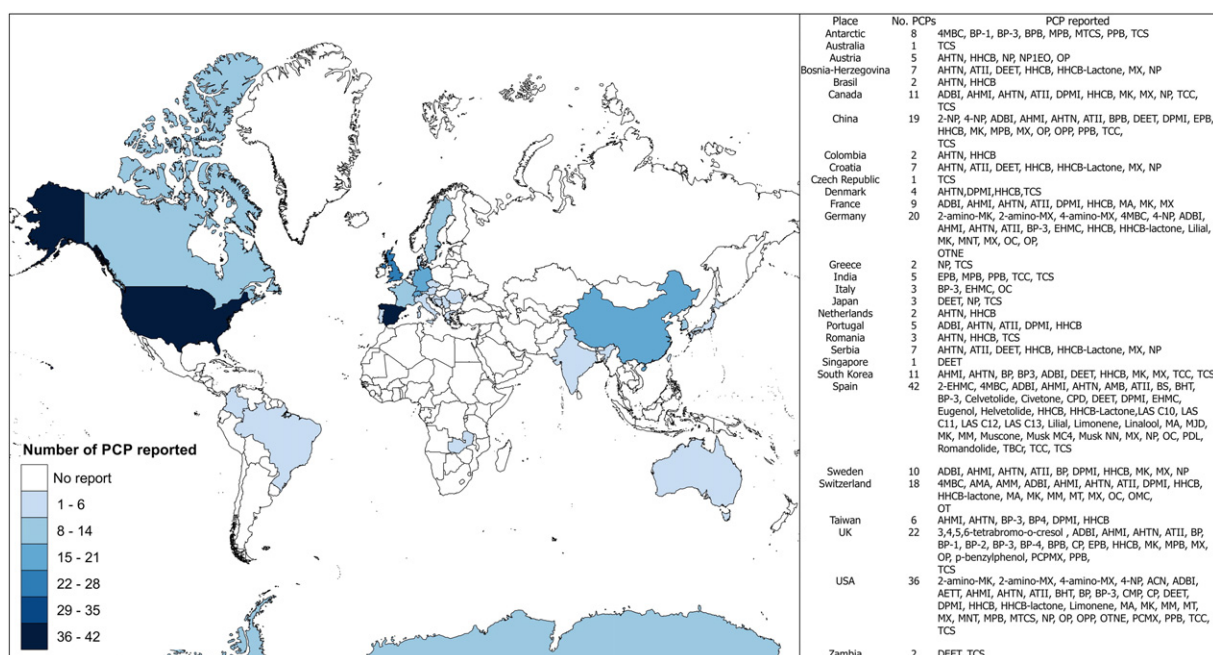 Number of PCP reported
No report
1 - 6
8 - 14
15 - 21
22 - 28
29 - 35
36 - 42
Place No. PCPs PCP reported
Antarctic 8 4MBC, BP-1, BP-3, BPB, MPB, MTCS, PPB, TCS
Australia 1 TCS
Austria 5 AHTN, HHCB, NP, NP1EO, OP
Bosnia-Herzegovina 7 AHTN, ATII, DEET, HHCB, HHCB-Lactone, MX, NP
Brasil 2 AHTN, HHCB
Canada 11 ADBI, AHMI, AHTN, ATII, DPMI, HHCB, MK, MX, NP, TCC,
TCS
China 19 2-NP, 4-NP, ADBI, AHMI, AHTN, ATII, BPB, DEET, DPMI, EPB,
HHCB, MK, MPB, MX, OP, OPP, PPB, TCC,
TCS
Colombia 2 AHTN, HHCB
Croatia 7 AHTN, ATII, DEET, HHCB, HHCB-Lactone, MX, NP
Czech Republic 1 TCS
Denmark 4 AHTN,DPMI,HHCB,TCS
France 9 ADBI, AHMI, AHTN, ATII, DPMI, HHCB, MA, MK, MX
Germany 20 2-amino-MK, 2-amino-MX, 4-amino-MX, 4MBC, 4-NP, ADBI,
AHMI, AHTN, ATII, BP-3, EHMC, HHCB, HHCB-lactone, Lilial,
MK, MNT, MX, OC, OP,
OTNE
Greece 2 NP, TCS
India 5 EPB, MPB, PPB, TCC, TCS
Italy 3 BP-3, EHMC, OC
Japan 3 DEET, NP, TCS
Netherlands 2 AHTN, HHCB
Portugal 5 ADBI, AHTN, ATII, DPMI, HHCB
Romania 3 AHTN, HHCB, TCS
Serbia 7 AHTN, ATII, DEET, HHCB, HHCB-Lactone, MX, NP
Singapore 1 DEET
South Korea 11 AHMI, AHTN, BP, BP3, ADBI, DEET, HHCB, MK, MX, TCC, TCS
Spain 42 2-EHMC, 4MBC, ADBI, AHMI, AHTN, AMB, ATII, BS, BHT,
BP-3, Celvetolide, Civetone, CPD, DEET, DPMI, EHMC,
Eugenol, Helvetolide, HHCB, HHCB-Lactone,LAS C10, LAS
C11, LAS C12, LAS C13, Lilial, Limonene, Linalool, MA, MJD,
MK, MM, Muscone, Musk MC4, Musk NN, MX, NP, OC, PDL,
Romandolide, TBCr, TCC, TCS
Sweden 10 ADBI, AHMI, AHTN, ATII, BP, DPMI, HHCB, MK, MX, NP
Switzerland 18 4MBC, AMA, AMM, ADBI, AHMI, AHTN, ATII, DPMI, HHCB,
HHCB-lactone, MA, MK, MM, MT, MX, OC, OMC,
OT
Taiwan 6 AHMI, AHTN, BP-3, BP4, DPMI, HHCB
UK 22 3,4,5,6-tetrabromo-o-cresol , ADBI, AHMI, AHTN, ATII, BP,
BP-1, BP-2, BP-3, BP-4, BPB, CP, EPB, HHCB, MK, MPB, MX,
OP, p-benzylphenol, PCPMX, PPB,
TCS
USA 36 2-amino-MK, 2-amino-MX, 4-amino-MX, 4-NP, ACN, ADBI,
AETT, AHMI, AHTN, ATII, BHT, BP, BP-3, CMP, CP, DEET,
DPMI, HHCB, HHCB-lactone, Limonene, MA, MK, MM, MT,
MX, MNT, MPB, MTCS, NP, OP, OPP, OTNE, PCMX, PPB, TCC,
TCS
Zambia 2 DEET, TCS